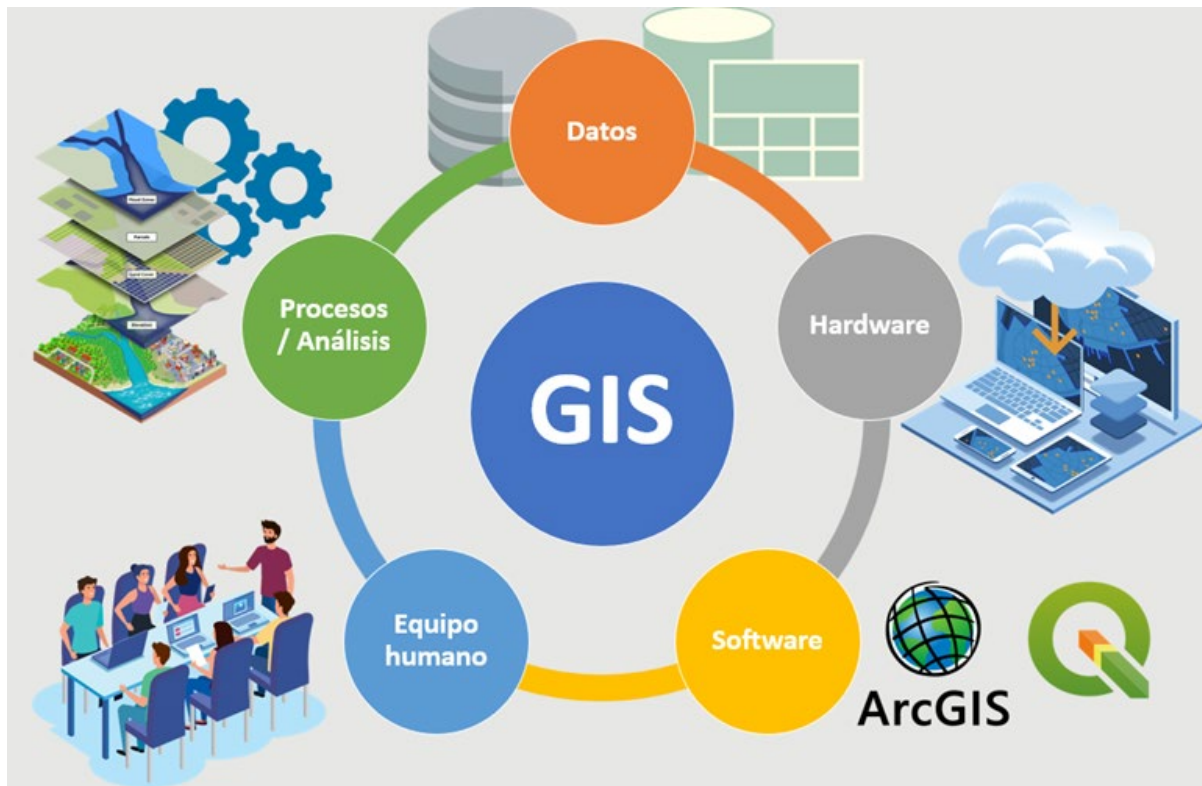 Datos
Hardware
Procesos
/ Análisis
GIS
Equipo
humano
Software
ArcGIS